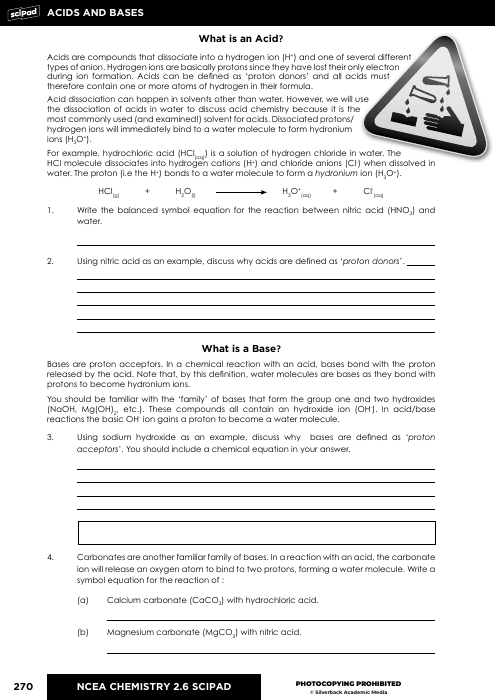 scipad ACIDS AND BASES
What is an Acid?
Acids are compounds that dissociate into a hydrogen ion (H⁺) and one of several different
types of anion. Hydrogen ions are basically protons since they have lost their only electron
during ion formation. Acids can be defined as ‘proton donors’ and all acids must
therefore contain one or more atoms of hydrogen in their formula.
Acid dissociation can happen in solvents other than water. However, we will use
the dissociation of acids in water to discuss acid chemistry because it is the
most commonly used (and examined!) solvent for acids. Dissociated protons/
hydrogen ions will immediately bind to a water molecule to form hydronium
ions (H₃O⁺).
For example, hydrochloric acid (HCl₍aq₎) is a solution of hydrogen chloride in water. The
HCl molecule dissociates into hydrogen cations (H⁺) and chloride anions (Cl⁻) when dissolved in
water. The proton (i.e the H⁺) bonds to a water molecule to form a hydronium ion (H₃O⁺).
HCl(g) + H₂O(l) → H₃O⁺(aq) + Cl⁻(aq)
1. Write the balanced symbol equation for the reaction between nitric acid (HNO₃) and
water.
2. Using nitric acid as an example, discuss why acids are defined as ‘proton donors’.
What is a Base?
Bases are proton acceptors. In a chemical reaction with an acid, bases bond with the proton
released by the acid. Note that, by this definition, water molecules are bases as they bond with
protons to become hydronium ions.
You should be familiar with the ‘family’ of bases that form the group one and two hydroxides
(NaOH, Mg(OH)₂, etc.). These compounds all contain an hydroxide ion (OH⁻). In acid/base
reactions the basic OH⁻ ion gains a proton to become a water molecule.
3. Using sodium hydroxide as an example, discuss why bases are defined as ‘proton
acceptors’. You should include a chemical equation in your answer.
4. Carbonates are another familiar family of bases. In a reaction with an acid, the carbonate
ion will release an oxygen atom to bind to two protons, forming a water molecule. Write a
symbol equation for the reaction of :
(a) Calcium carbonate (CaCO₃) with hydrochloric acid.
(b) Magnesium carbonate (MgCO₃) with nitric acid.
270 NCEA CHEMISTRY 2.6 SCIPAD PHOTOCOPYING PROHIBITED
© Silverback Academic Media